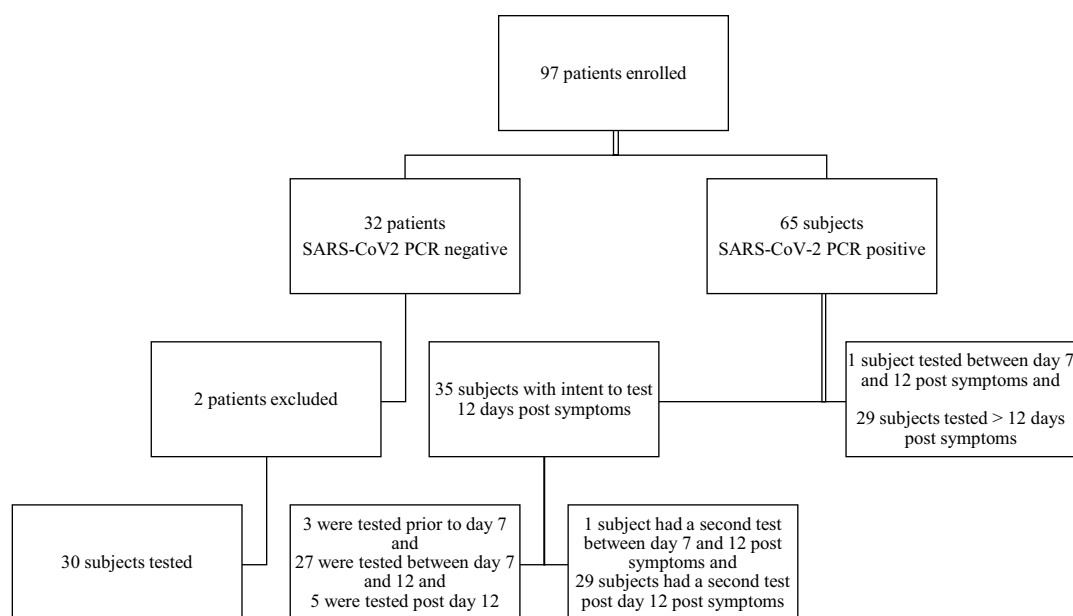 97 patients enrolled
32 patients
SARS-CoV2 PCR negative
65 subjects
SARS-CoV-2 PCR positive
2 patients excluded
35 subjects with intent to test
12 days post symptoms
1 subject tested between day 7
and 12 post symptoms and
29 subjects tested > 12 days
post symptoms
30 subjects tested
3 were tested prior to day 7
and
27 were tested between day 7
and 12 and
5 were tested post day 12
1 subject had a second test
between day 7 and 12 post
symptoms and
29 subjects had a second test
post day 12 post symptoms